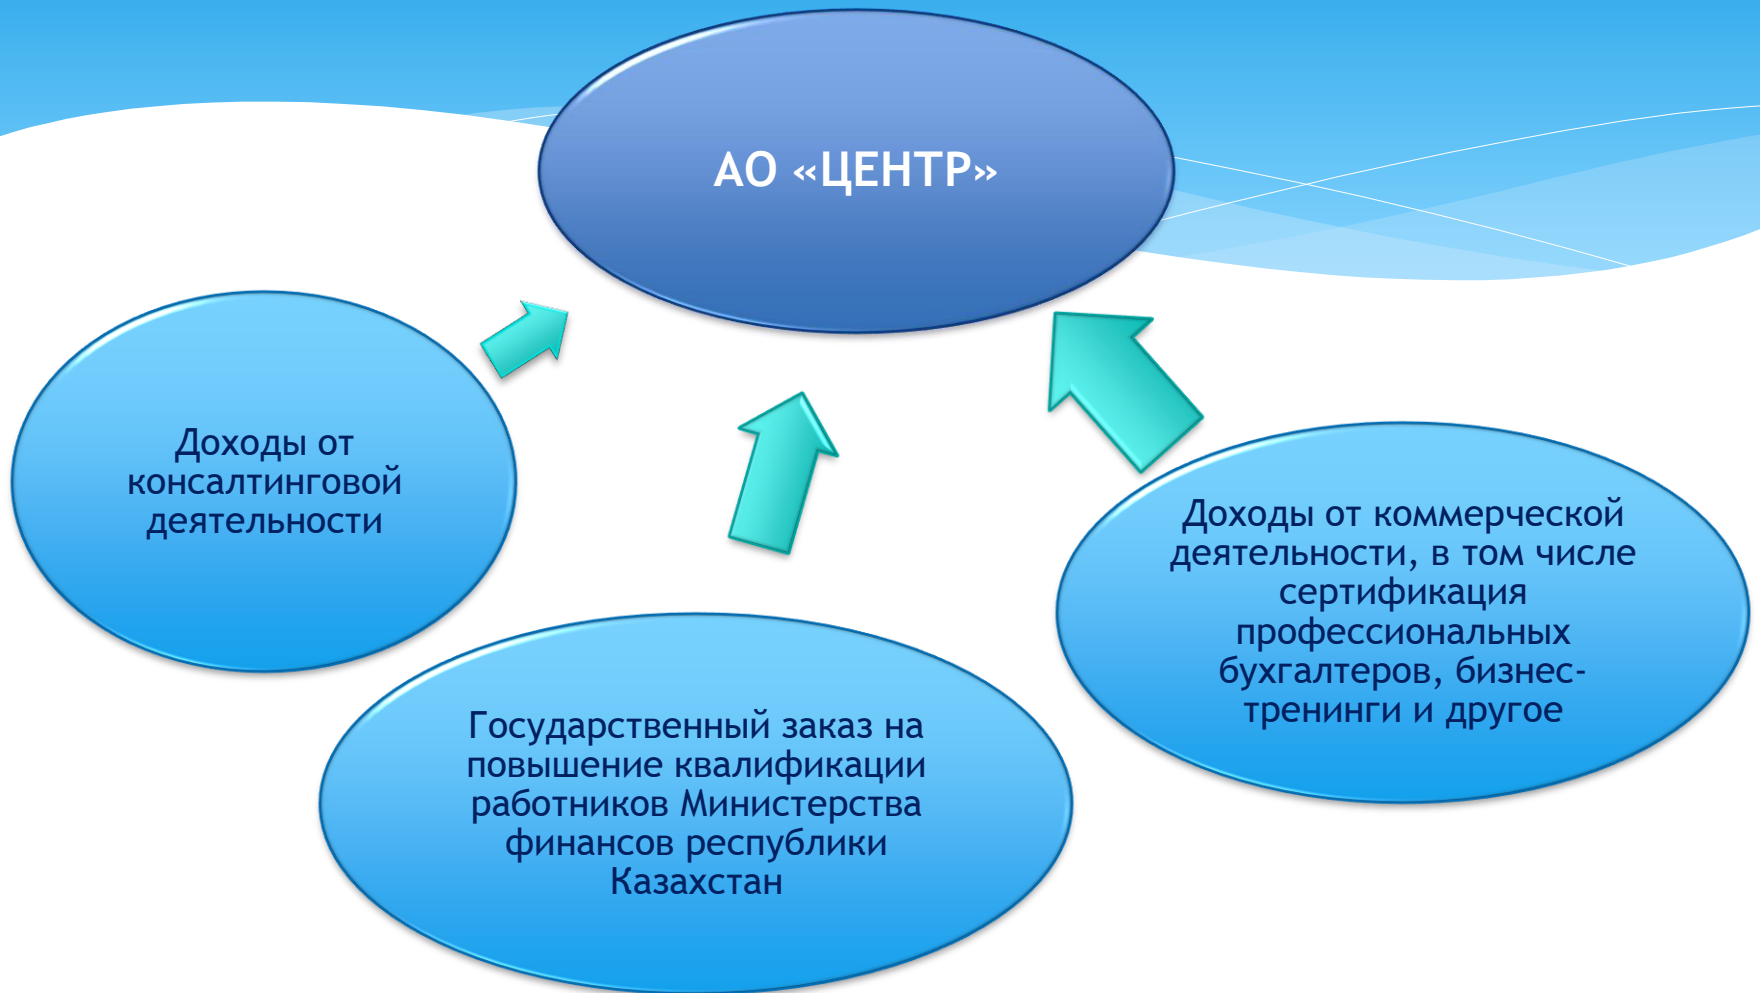 АО «ЦЕНТР»
Доходы от
консалтинговой
деятельности
Государственный заказ на
повышение квалификации
работников Министерства
финансов республики
Казахстан
Доходы от коммерческой
деятельности, в том числе
сертификация
профессиональных
бухгалтеров, бизнес-
тренинги и другое